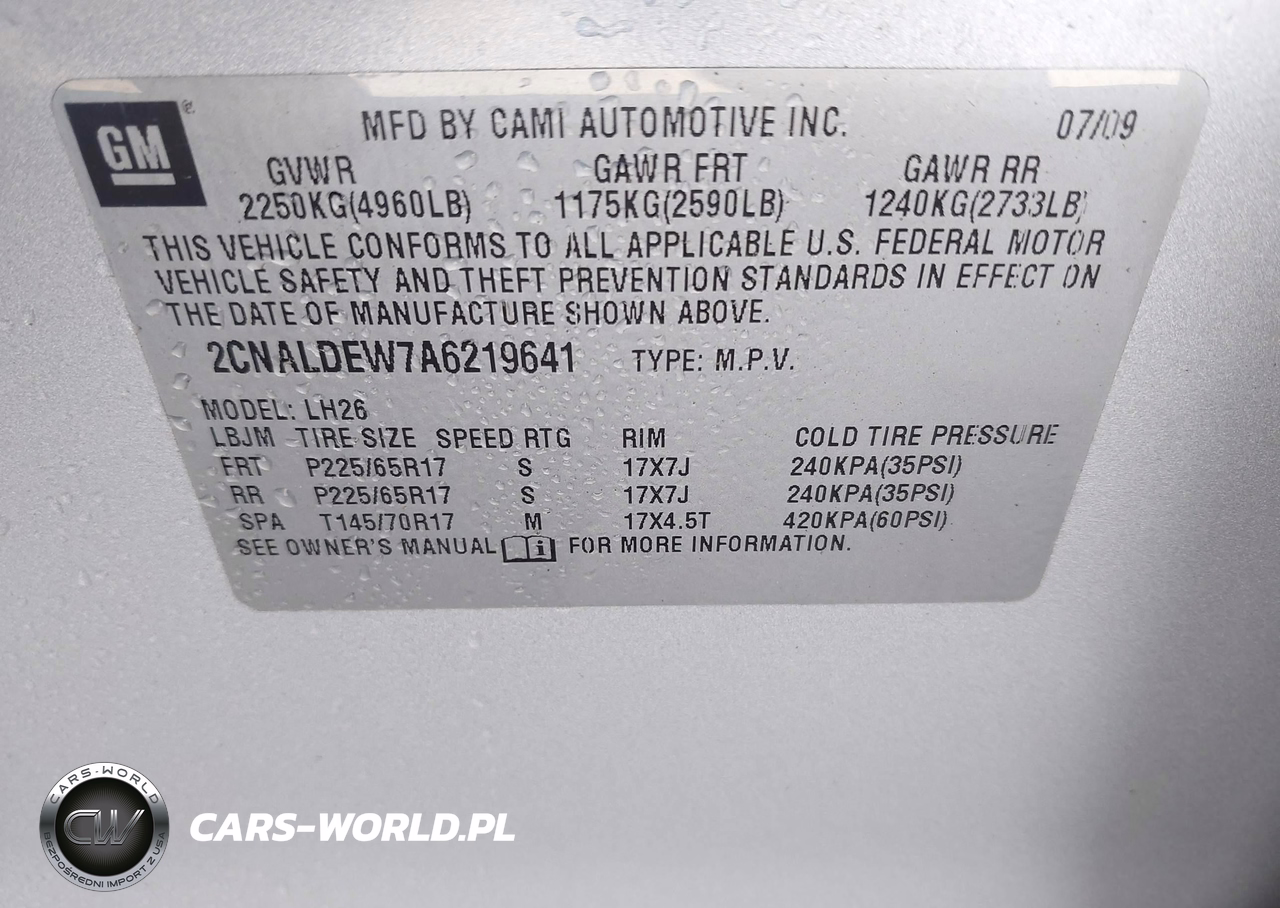 GM
MFD BY CAMI AUTOMOTIVE INC. 07/09
GVWR GAWR FRT GAWR RR
2250KG(4960LB) 1175KG(2590LB) 1240KG(2733LB)
THIS VEHICLE CONFORMS TO ALL APPLICABLE U.S. FEDERAL MOTOR
VEHICLE SAFETY AND THEFT PREVENTION STANDARDS IN EFFECT ON
THE DATE OF MANUFACTURE SHOWN ABOVE.
2CNALDEW7A6219641 TYPE: M.P.V.
MODEL: LH26
LBJM TIRE SIZE SPEED RTG RIM COLD TIRE PRESSURE
FRT P225/65R17 S 17X7J 240KPA(35PSI)
RR P225/65R17 S 17X7J 240KPA(35PSI)
SPA T145/70R17 M 17X4.5T 420KPA(60PSI)
SEE OWNER'S MANUAL FOR MORE INFORMATION.
CARS-WORLD
CW
BEZPOŚREDNI IMPORT Z USA
CARS-WORLD.PL